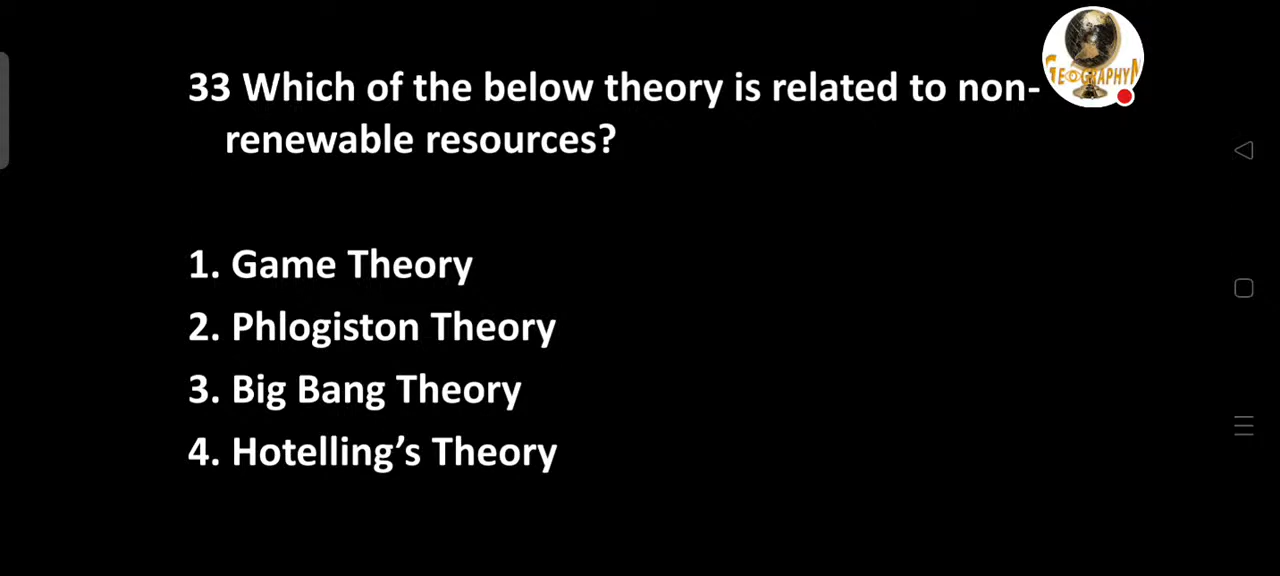 33 Which of the below theory is related to non-
renewable resources?
1. Game Theory
2. Phlogiston Theory
3. Big Bang Theory
4. Hotelling’s Theory
GEOGRAPHY